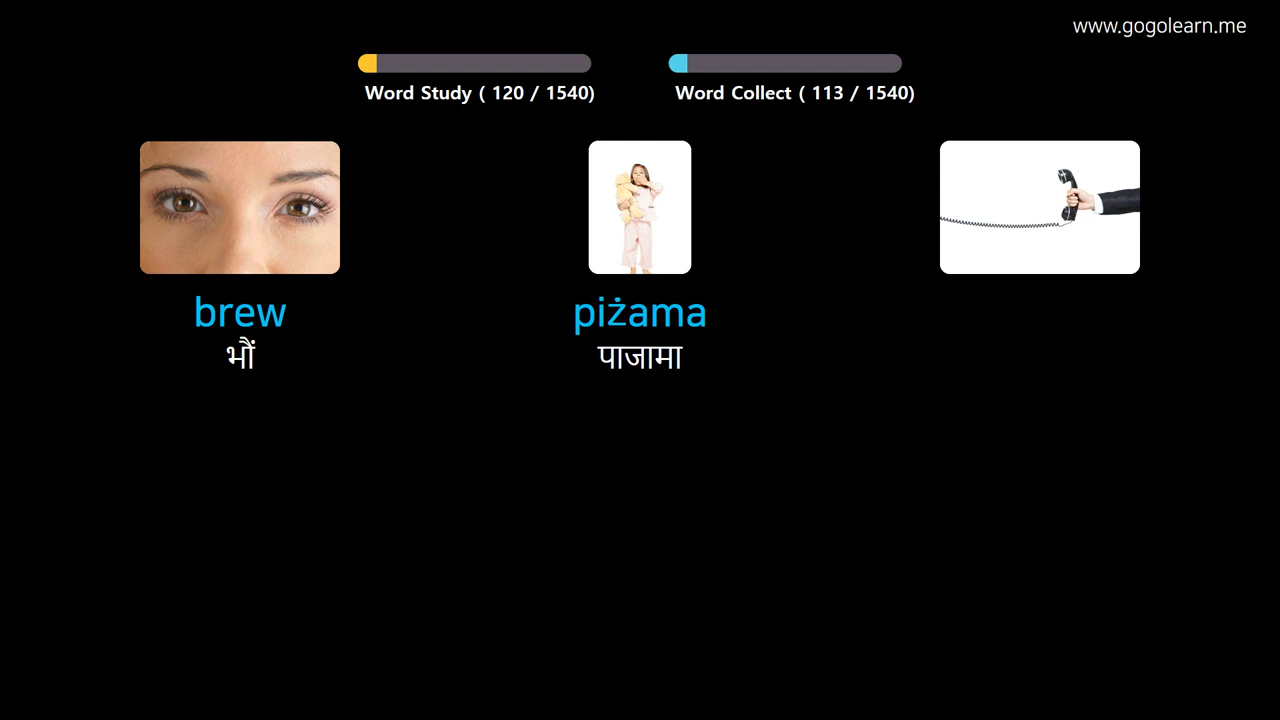 www.gogolearn.me
Word Study ( 120 / 1540)
Word Collect ( 113 / 1540)
brew
भौं
piżama
पाजामा